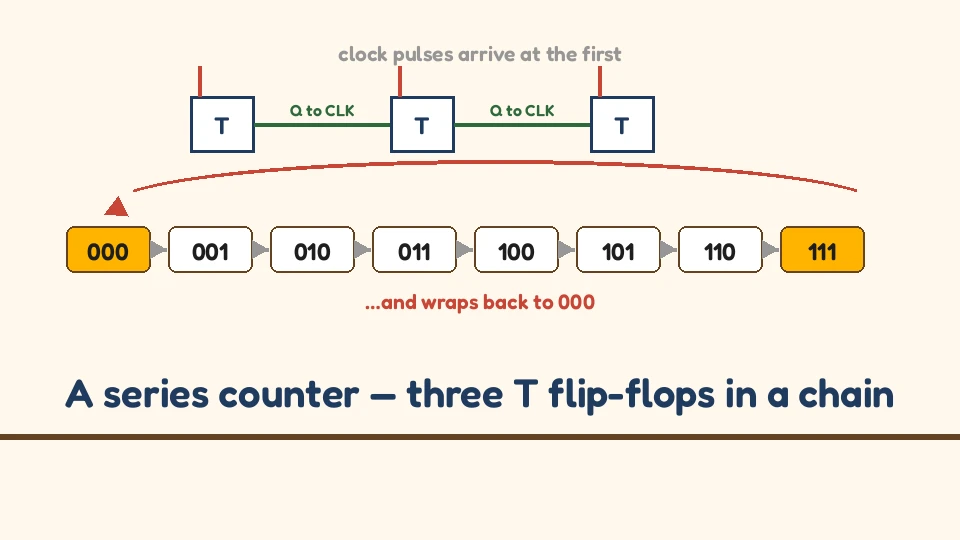 clock pulses arrive at the first
Q to CLK Q to CLK
T T T
000 001 010 011 100 101 110 111
...and wraps back to 000
A series counter — three T flip-flops in a chain